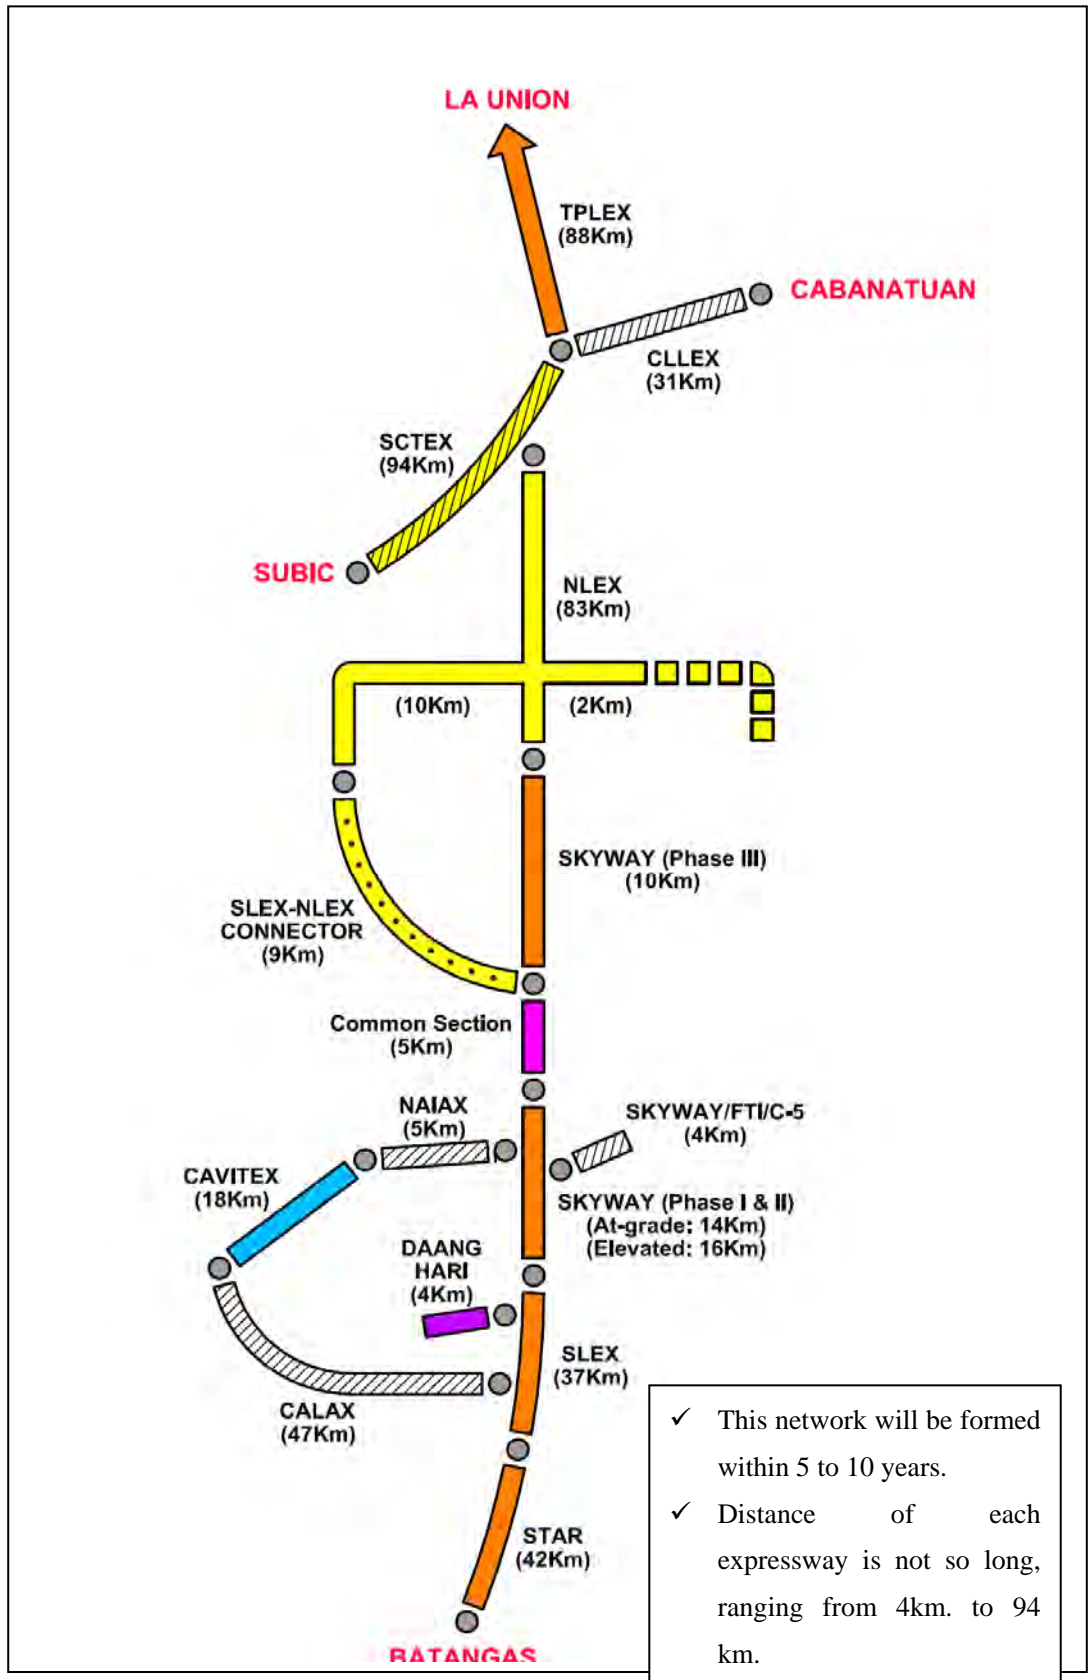 LA UNION
TPLEX
(88Km)
CABANATUAN
CLLEX
(31Km)
SCTEX
(94Km)
SUBIC
NLEX
(83Km)
(10Km)
(2Km)
SKYWAY (Phase III)
(10Km)
SLEX-NLEX
CONNECTOR
(9Km)
Common Section
(5Km)
NAIAX
(5Km)
SKYWAY/FTI/C-5
(4Km)
CAVITEX
(18Km)
SKYWAY (Phase I & II)
(At-grade: 14Km)
(Elevated: 16Km)
DAANG
HARI
(4Km)
SLEX
(37Km)
CALAX
(47Km)
STAR
(42Km)
BATANGAS
✓ This network will be formed
within 5 to 10 years.
✓ Distance of each
expressway is not so long,
ranging from 4km. to 94
km.